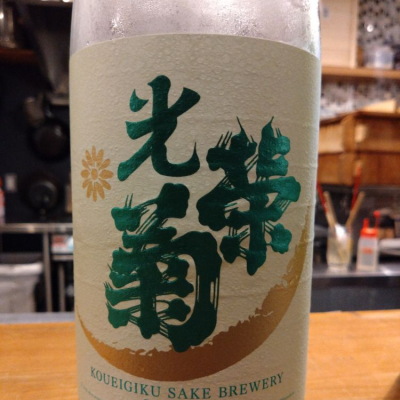 光
栄
菊
KOUEIGIKU SAKE BREWERY